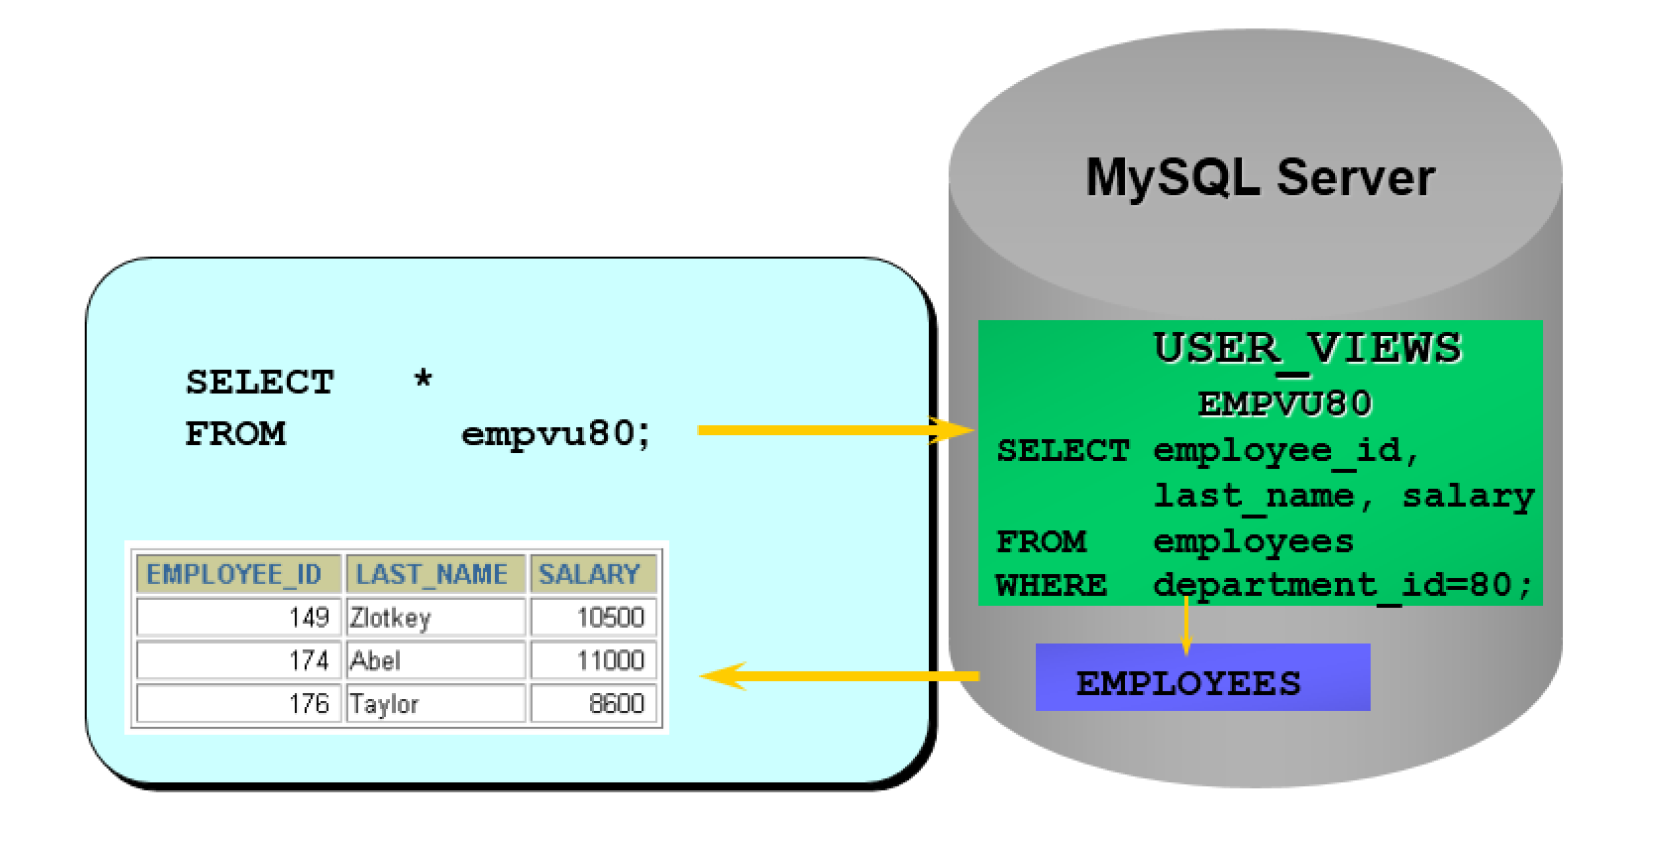 MySQL Server
SELECT *
FROM empvu80;
EMPLOYEE_ID LAST_NAME SALARY
149 Zlotkey 10500
174 Abel 11000
176 Taylor 8600
USER_VIEWS
EMPVU80
SELECT employee_id,
last_name, salary
FROM employees
WHERE department_id=80;
EMPLOYEES